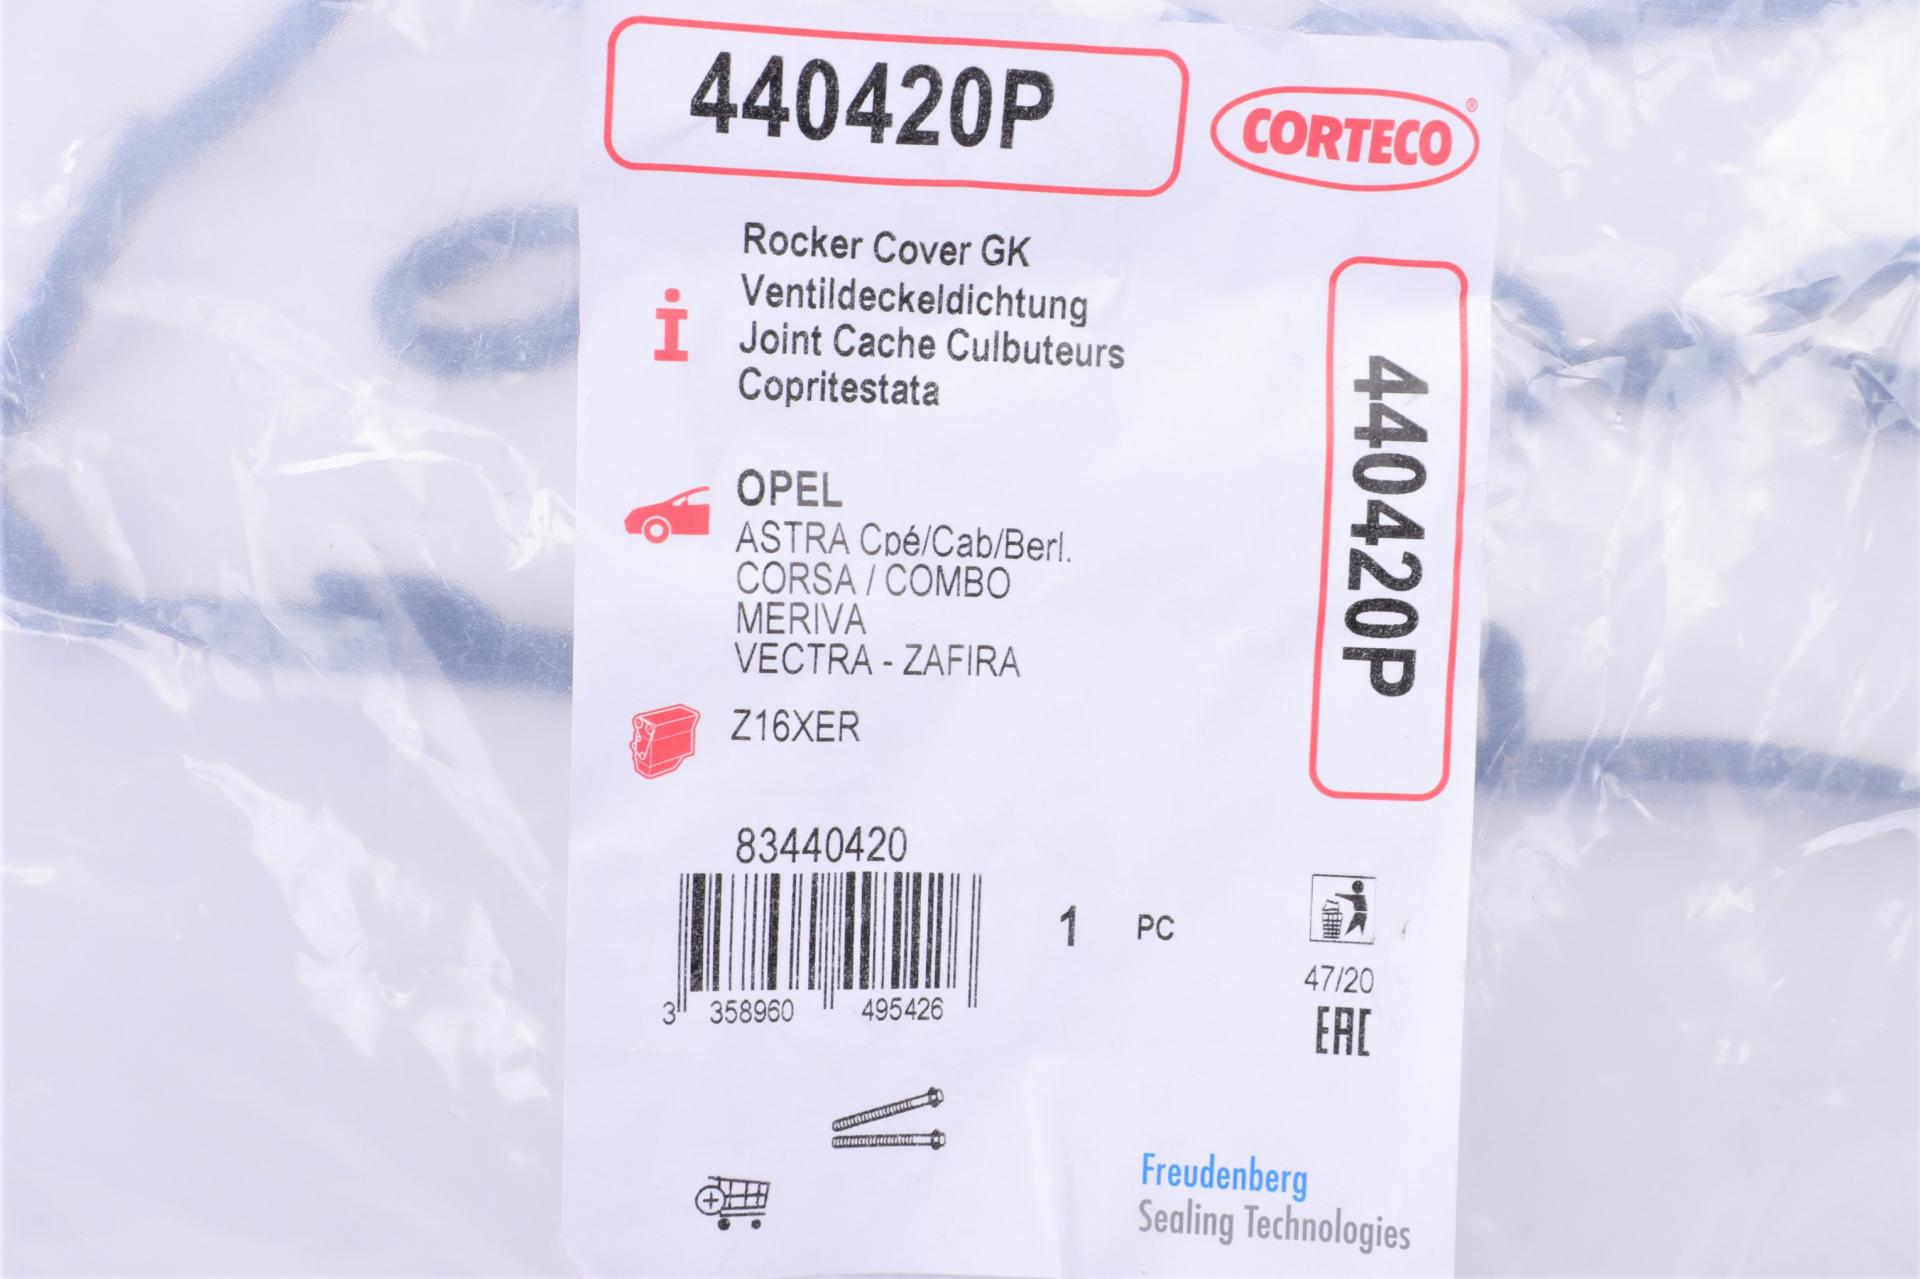 440420P
CORTECO®
Rocker Cover GK
Ventildeckeldichtung
Joint Cache Culbuteurs
Copritestata
440420P
OPEL
ASTRA Cpé/Cab/Berl.
CORSA / COMBO
MERIVA
VECTRA - ZAFIRA
Z16XER
83440420
1 PC
3 358960 495426
47/20
EAC
Freudenberg
Sealing Technologies